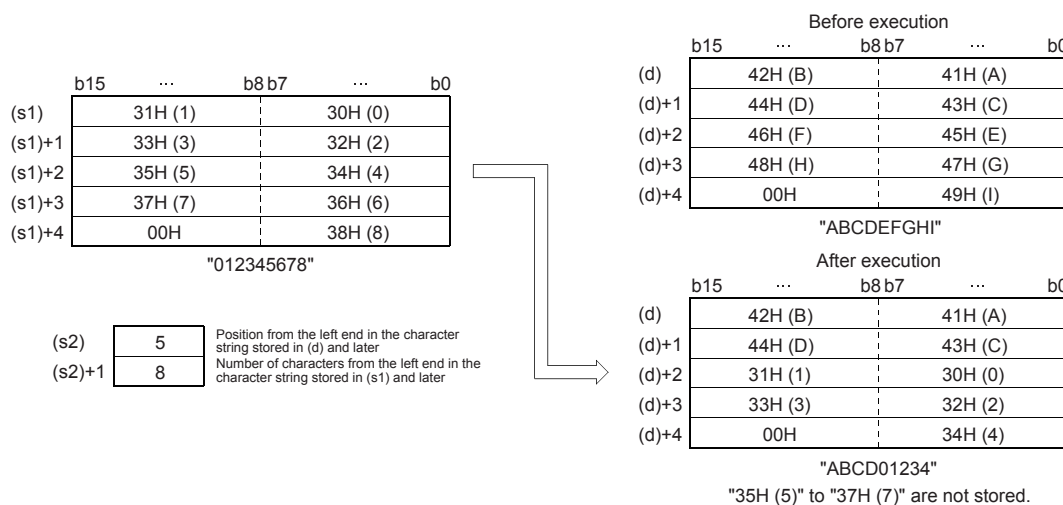 b15 ··· b8 b7 ··· b0
(s1) 31H (1) 30H (0)
(s1)+1 33H (3) 32H (2)
(s1)+2 35H (5) 34H (4)
(s1)+3 37H (7) 36H (6)
(s1)+4 00H 38H (8)
"012345678"
(s2) 5 Position from the left end in the character
string stored in (d) and later
(s2)+1 8 Number of characters from the left end in the
character string stored in (s1) and later
Before execution
b15 ··· b8 b7 ··· b0
(d) 42H (B) 41H (A)
(d)+1 44H (D) 43H (C)
(d)+2 46H (F) 45H (E)
(d)+3 48H (H) 47H (G)
(d)+4 00H 49H (I)
"ABCDEFGHI"
After execution
b15 ··· b8 b7 ··· b0
(d) 42H (B) 41H (A)
(d)+1 44H (D) 43H (C)
(d)+2 31H (1) 30H (0)
(d)+3 33H (3) 32H (2)
(d)+4 00H 34H (4)
"ABCD01234"
"35H (5)" to "37H (7)" are not stored.